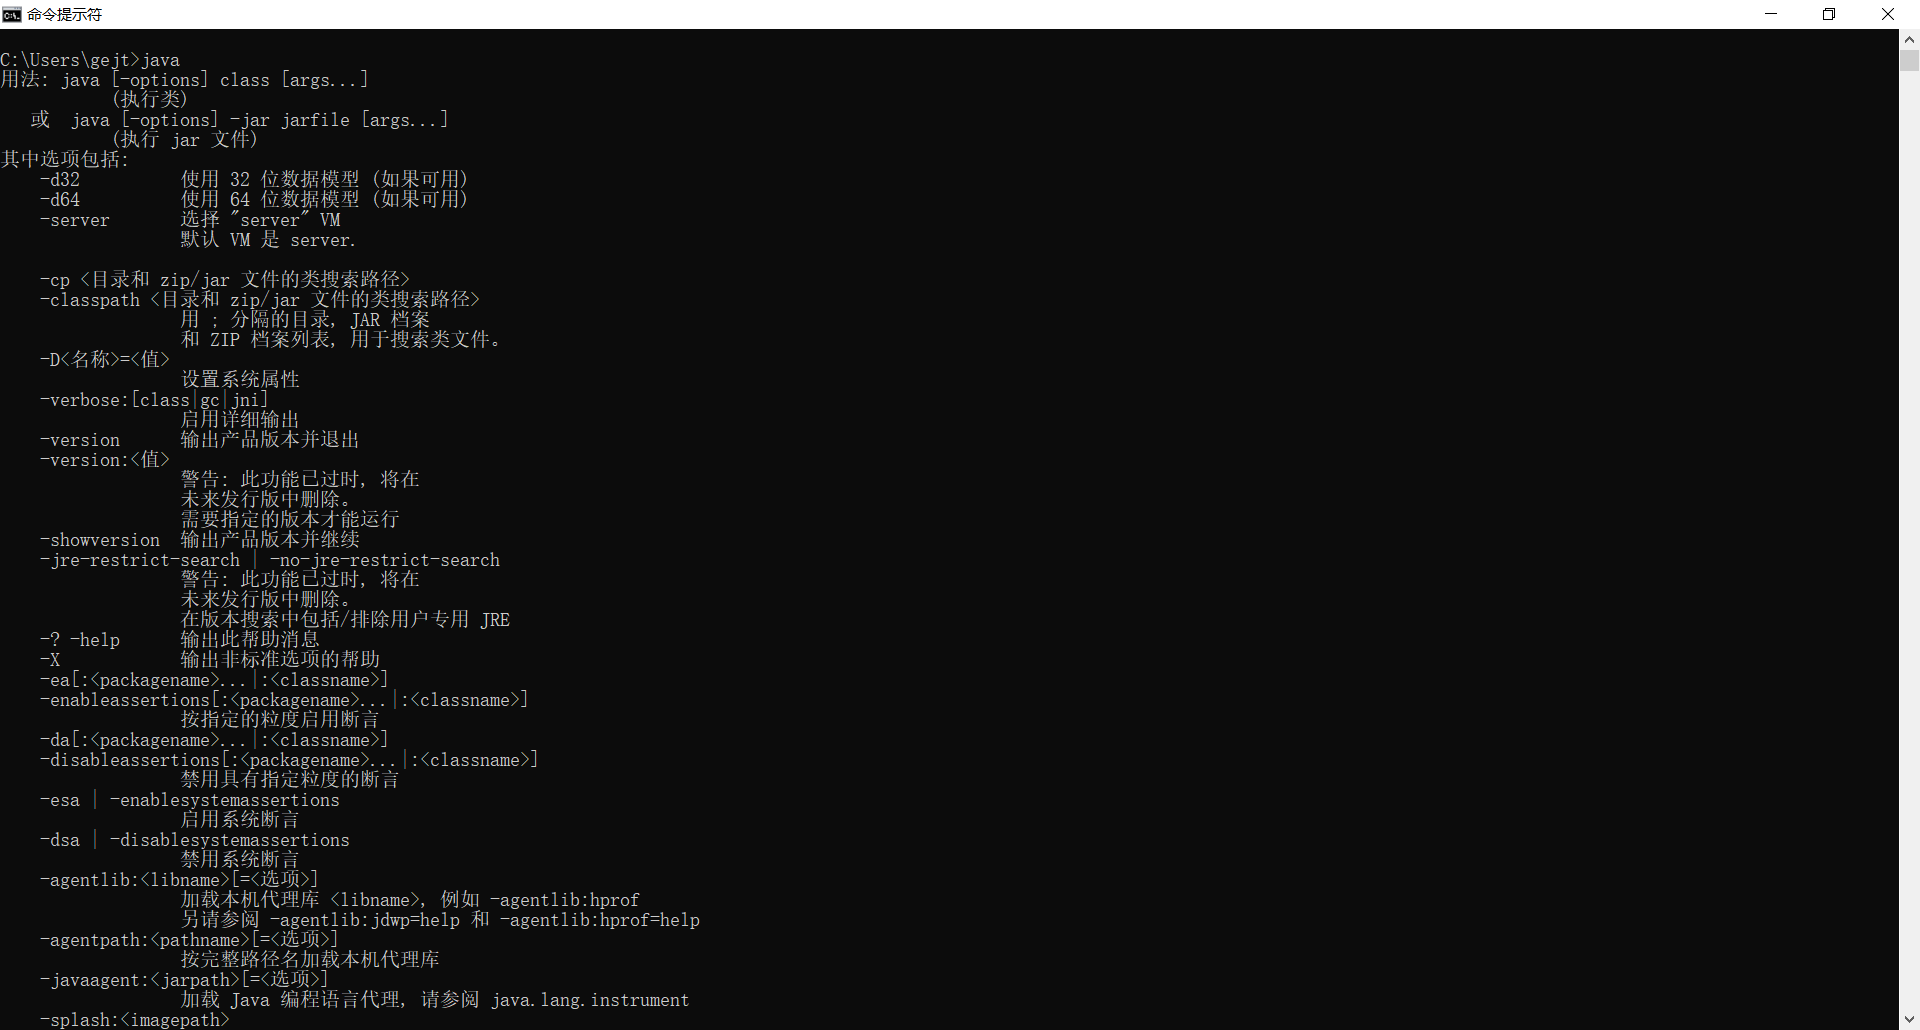 命令提示符
C:\Users\gejt>java
用法: java [-options] class [args...]
(执行类)
或  java [-options] -jar jarfile [args...]
(执行 jar 文件)
其中选项包括:
-d32          使用 32 位数据模型 (如果可用)
-d64          使用 64 位数据模型 (如果可用)
-server       选择 "server" VM
默认 VM 是 server.
-cp <目录和 zip/jar 文件的类搜索路径>
-classpath <目录和 zip/jar 文件的类搜索路径>
用 ; 分隔的目录, JAR 档案
和 ZIP 档案列表, 用于搜索类文件。
-D<名称>=<值>
设置系统属性
-verbose:[class|gc|jni]
启用详细输出
-version      输出产品版本并退出
-version:<值>
警告: 此功能已过时, 将在
未来发行版中删除。
需要指定的版本才能运行
-showversion  输出产品版本并继续
-jre-restrict-search | -no-jre-restrict-search
警告: 此功能已过时, 将在
未来发行版中删除。
在版本搜索中包括/排除用户专用 JRE
-? -help      输出此帮助消息
-X            输出非标准选项的帮助
-ea[:<packagename>...|:<classname>]
-enableassertions[:<packagename>...|:<classname>]
按指定的粒度启用断言
-da[:<packagename>...|:<classname>]
-disableassertions[:<packagename>...|:<classname>]
禁用具有指定粒度的断言
-esa | -enablesystemassertions
启用系统断言
-dsa | -disablesystemassertions
禁用系统断言
-agentlib:<libname>[=<选项>]
加载本机代理库 <libname>, 例如 -agentlib:hprof
另请参阅 -agentlib:jdwp=help 和 -agentlib:hprof=help
-agentpath:<pathname>[=<选项>]
按完整路径名加载本机代理库
-javaagent:<jarpath>[=<选项>]
加载 Java 编程语言代理, 请参阅 java.lang.instrument
-splash:<imagepath>